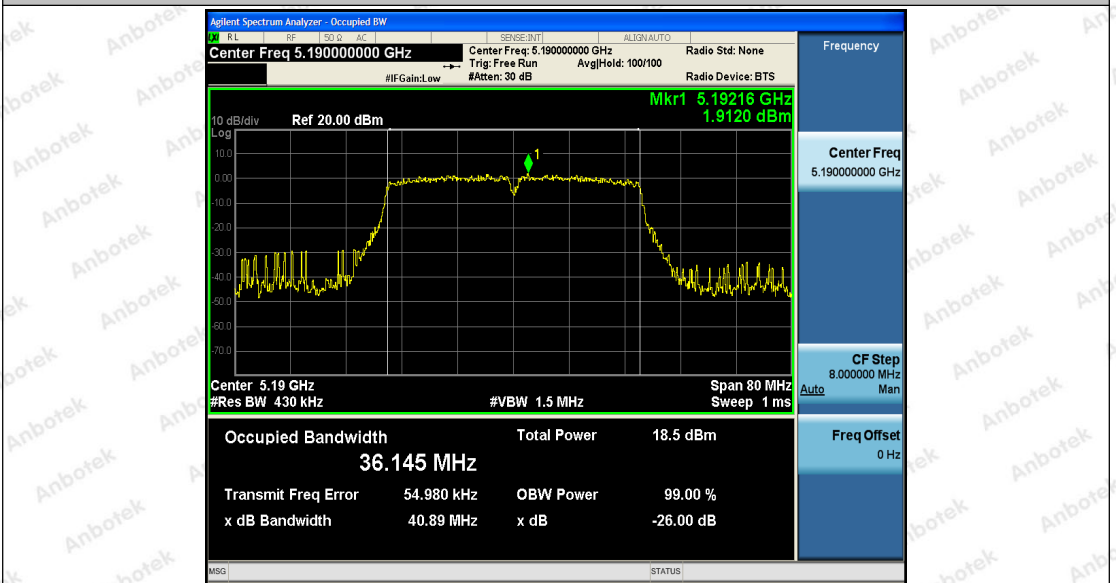 Agilent Spectrum Analyzer - Occupied BW
LXI RL RF 50 Ω AC SENSE:INT ALIGNAUTO
Center Freq 5.190000000 GHz
Center Freq: 5.190000000 GHz Radio Std: None
Trig: Free Run Avg|Hold: 100/100
#IFGain:Low #Atten: 30 dB Radio Device: BTS
Mkr1 5.19216 GHz
1.9120 dBm
10 dB/div Ref 20.00 dBm
Log
10.0
0.00
-10.0
-20.0
-30.0
-40.0
-50.0
-60.0
-70.0
1
Center 5.19 GHz Span 80 MHz
#Res BW 430 kHz #VBW 1.5 MHz Sweep 1 ms
Occupied Bandwidth Total Power 18.5 dBm
36.145 MHz
Transmit Freq Error 54.980 kHz OBW Power 99.00 %
x dB Bandwidth 40.89 MHz x dB -26.00 dB
MSG STATUS
Frequency
Center Freq
5.190000000 GHz
CF Step
8.000000 MHz
Auto Man
Freq Offset
0 Hz
Anbotek